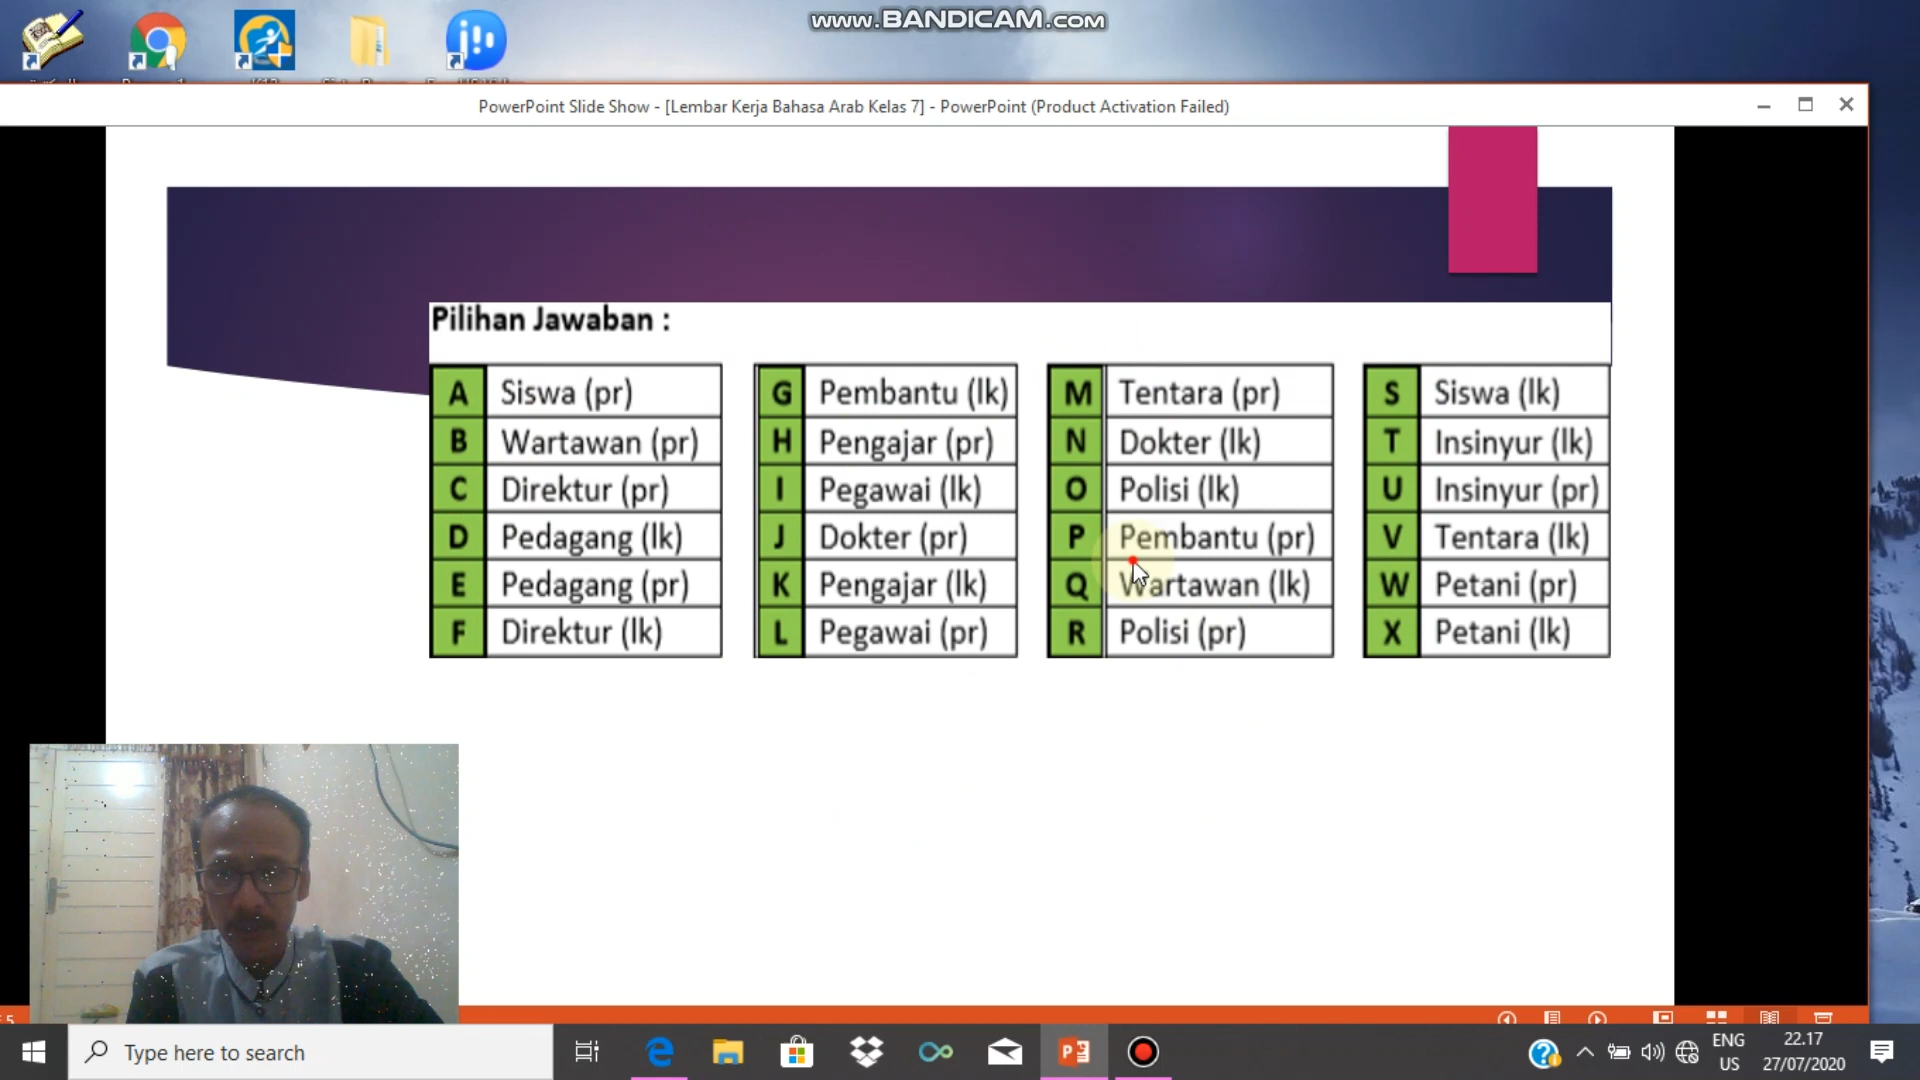 www.BANDICAM.com
PowerPoint Slide Show - [Lembar Kerja Bahasa Arab Kelas 7] - PowerPoint (Product Activation Failed)
Pilihan Jawaban :
A Siswa (pr)
B Wartawan (pr)
C Direktur (pr)
D Pedagang (lk)
E Pedagang (pr)
F Direktur (lk)
G Pembantu (lk)
H Pengajar (pr)
I Pegawai (lk)
J Dokter (pr)
K Pengajar (lk)
L Pegawai (pr)
M Tentara (pr)
N Dokter (lk)
O Polisi (lk)
P Pembantu (pr)
Q Wartawan (lk)
R Polisi (pr)
S Siswa (lk)
T Insinyur (lk)
U Insinyur (pr)
V Tentara (lk)
W Petani (pr)
X Petani (lk)
Type here to search
ENG
US
22.17
27/07/2020